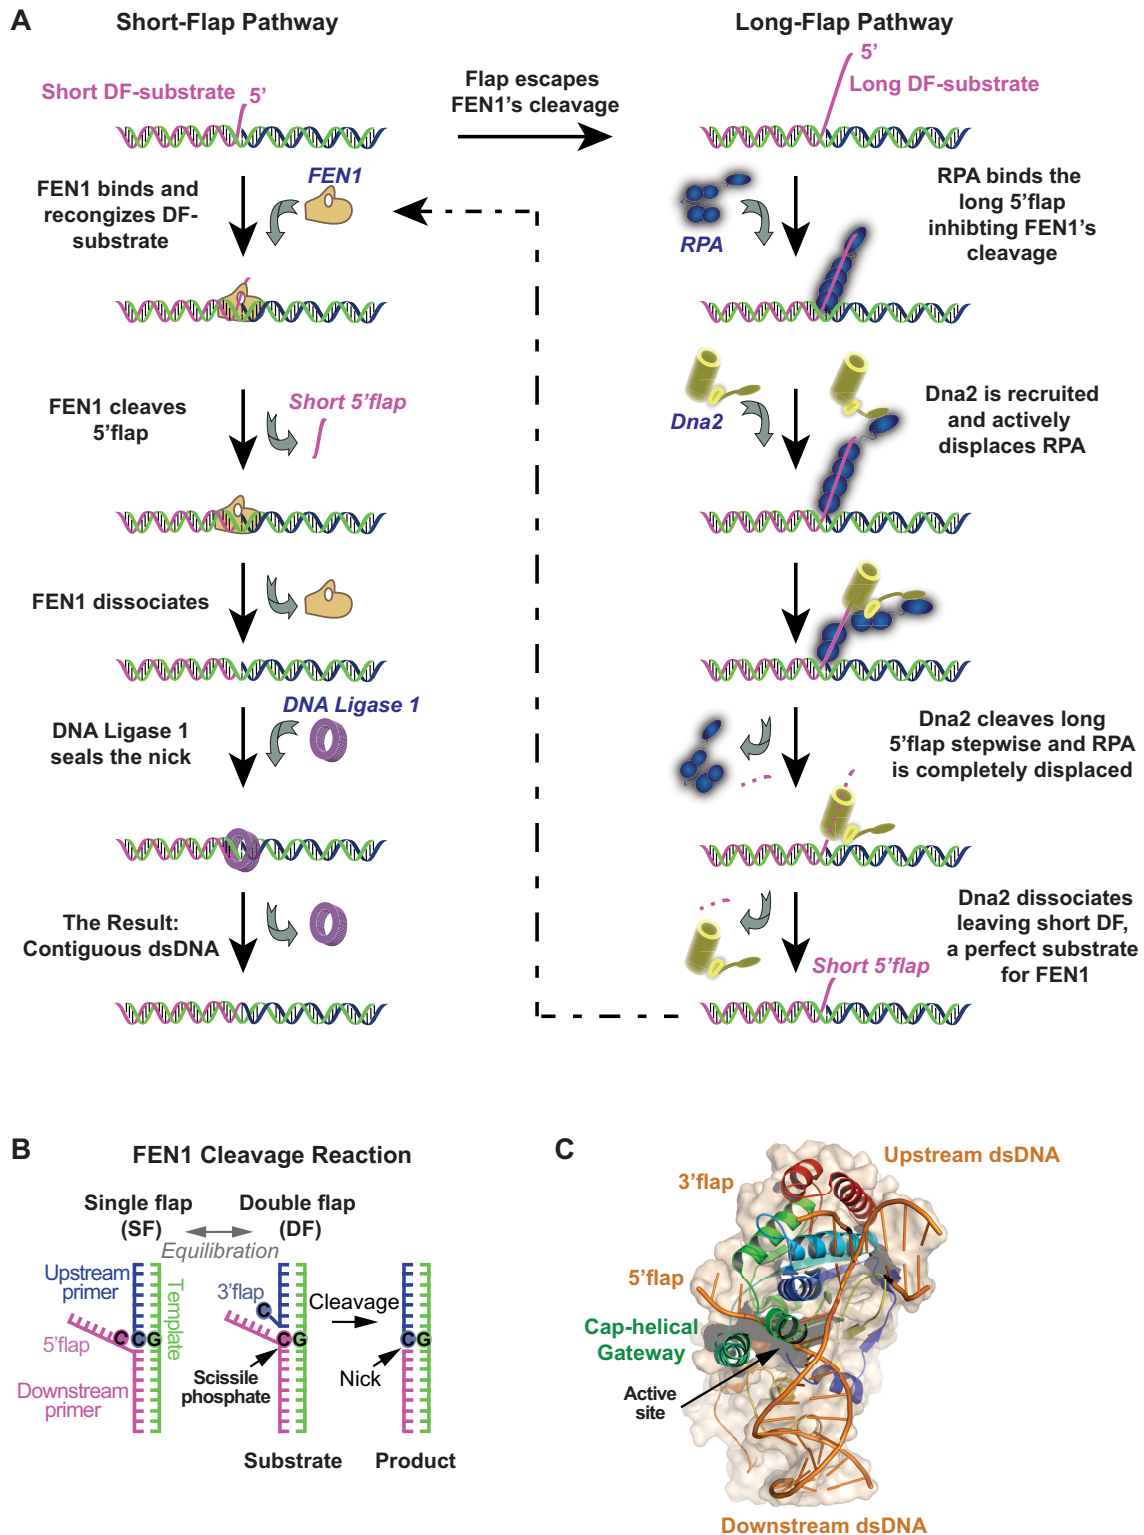 A
Short-Flap Pathway
Long-Flap Pathway
Short DF-substrate
5’
Flap escapes
FEN1’s cleavage
5’
Long DF-substrate
FEN1 binds and
recongizes DF-
substrate
FEN1
RPA
RPA binds the
long 5’flap
inhibting FEN1’s
cleavage
FEN1 cleaves
5’flap
Short 5’flap
Dna2
Dna2 is recruited
and actively
displaces RPA
FEN1 dissociates
DNA Ligase 1
seals the nick
DNA Ligase 1
Dna2 cleaves long
5’flap stepwise and RPA
is completely displaced
The Result:
Contiguous dsDNA
Dna2 dissociates
leaving short DF,
a perfect substrate
for FEN1
Short 5’flap
B
FEN1 Cleavage Reaction
Single flap
(SF)
Double flap
(DF)
Equilibration
Upstream
primer
Template
3’flap
C
Cleavage
5’flap
C C G
C G
C G
Scissile
phosphate
Nick
Downstream
primer
Substrate
Product
C
Upstream dsDNA
3’flap
5’flap
Cap-helical
Gateway
Active
site
Downstream dsDNA